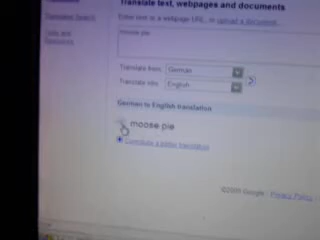 Translate text, webpages and documents
Enter text or a webpage URL, or upload a document.
Translated Search
moose pie
Tools and
Resources
Translate from: German
Translate into: English
German to English translation
moose pie
Contribute a better translation
©2009 Google - Privacy Policy